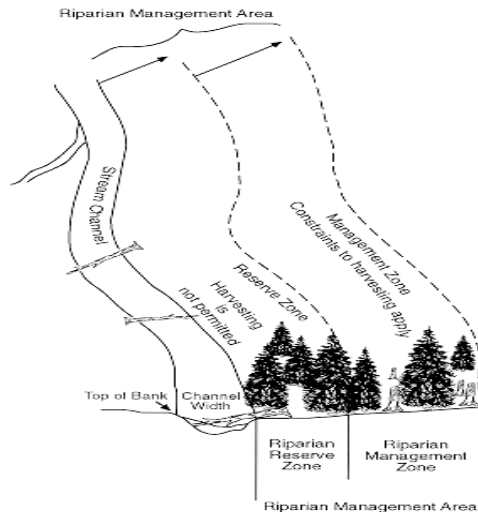 Riparian Management Area
Stream Channel
Reserve Zone
Harvesting
is
not permitted
Management Zone
Constraints to harvesting apply
Top of Bank
Channel
Width
Riparian
Reserve
Zone
Riparian
Management
Zone
Riparian Management Area